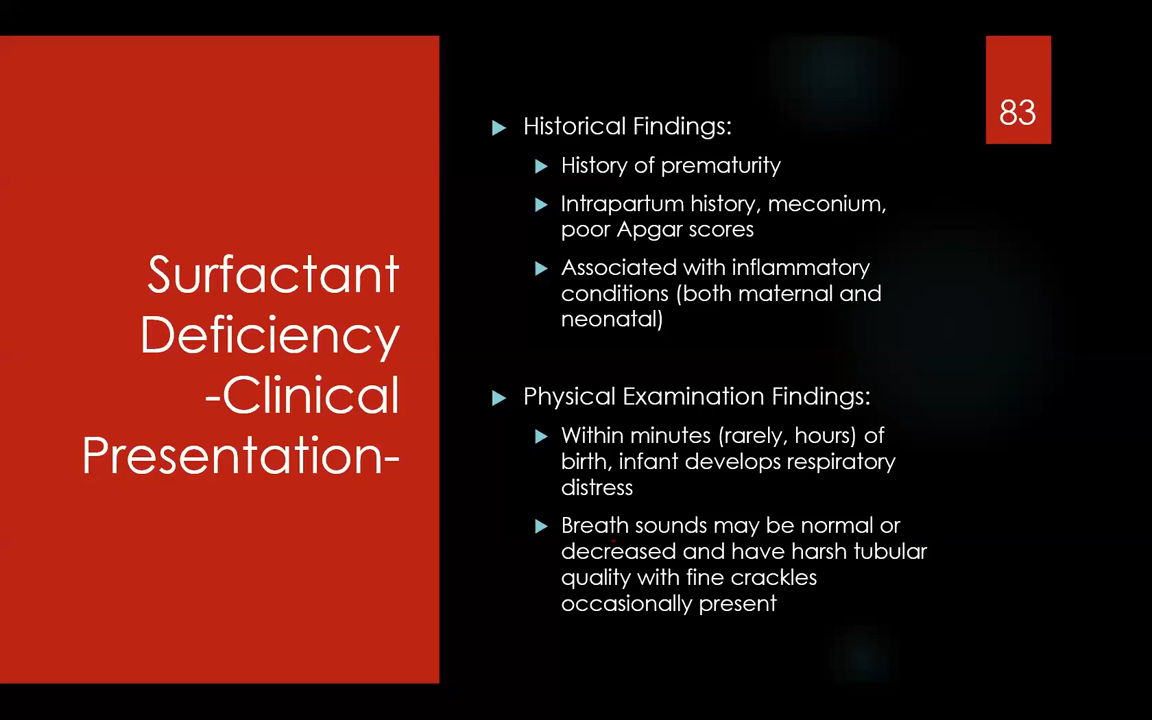 Surfactant
Deficiency
-Clinical
Presentation-
83
Historical Findings:
History of prematurity
Intrapartum history, meconium,
poor Apgar scores
Associated with inflammatory
conditions (both maternal and
neonatal)
Physical Examination Findings:
Within minutes (rarely, hours) of
birth, infant develops respiratory
distress
Breath sounds may be normal or
decreased and have harsh tubular
quality with fine crackles
occasionally present